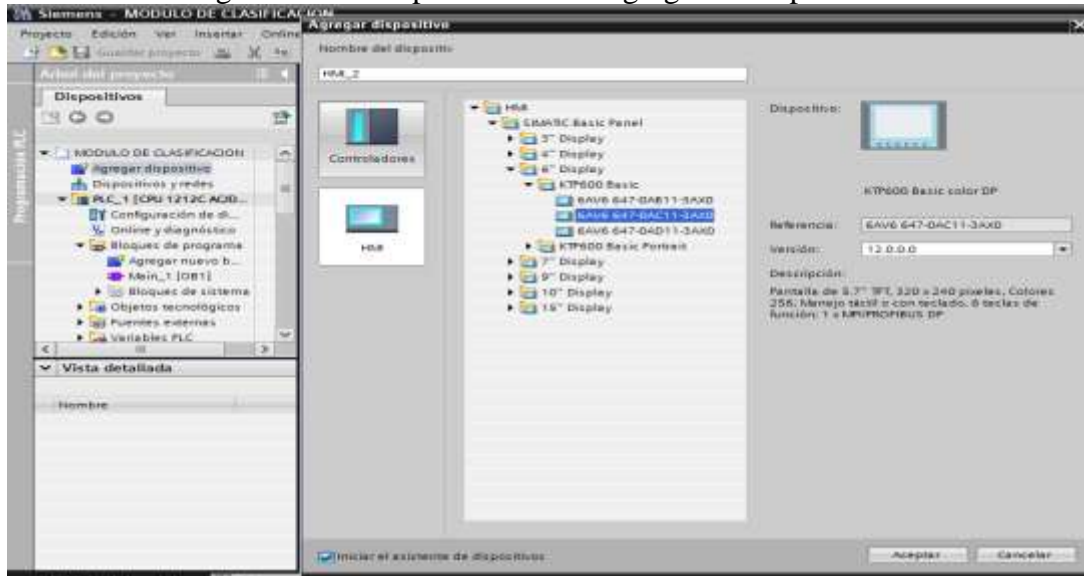 Siemens - MODULO DE CLASIFICACION
Proyecto Edición Ver Insertar Online
Guardar proyecto
Árbol del proyecto
Dispositivos
MODULO DE CLASIFICACION
Agregar dispositivo
Dispositivos y redes
PLC_1 [CPU 1212C AC/D...
Configuración de di...
Online y diagnóstico
Bloques de programa
Agregar nuevo b...
Main_1 [OB1]
Bloques de sistema
Objetos tecnológicos
Fuentes externas
Variables PLC
Vista detallada
Nombre
Agregar dispositivo
Nombre del dispositiv
HMI_2
Controladores
HMI
HMI
SIMATIC Basic Panel
3" Display
4" Display
6" Display
KTP600 Basic
6AV6 647-0AB11-3AX0
6AV6 647-0AC11-3AX0
6AV6 647-0AD11-3AX0
KTP600 Basic Portrait
7" Display
9" Display
10" Display
15" Display
Dispositivo:
KTP600 Basic color DP
Referencia: 6AV6 647-0AC11-3AX0
Versión: 12.0.0.0
Descripción:
Pantalla de 5.7" TFT, 320 x 240 píxeles, Colores
256. Manejo táctil o con teclado, 6 teclas de
función; 1 x MPI/PROFIBUS DP
Iniciar el asistente de dispositivos
Aceptar Cancelar